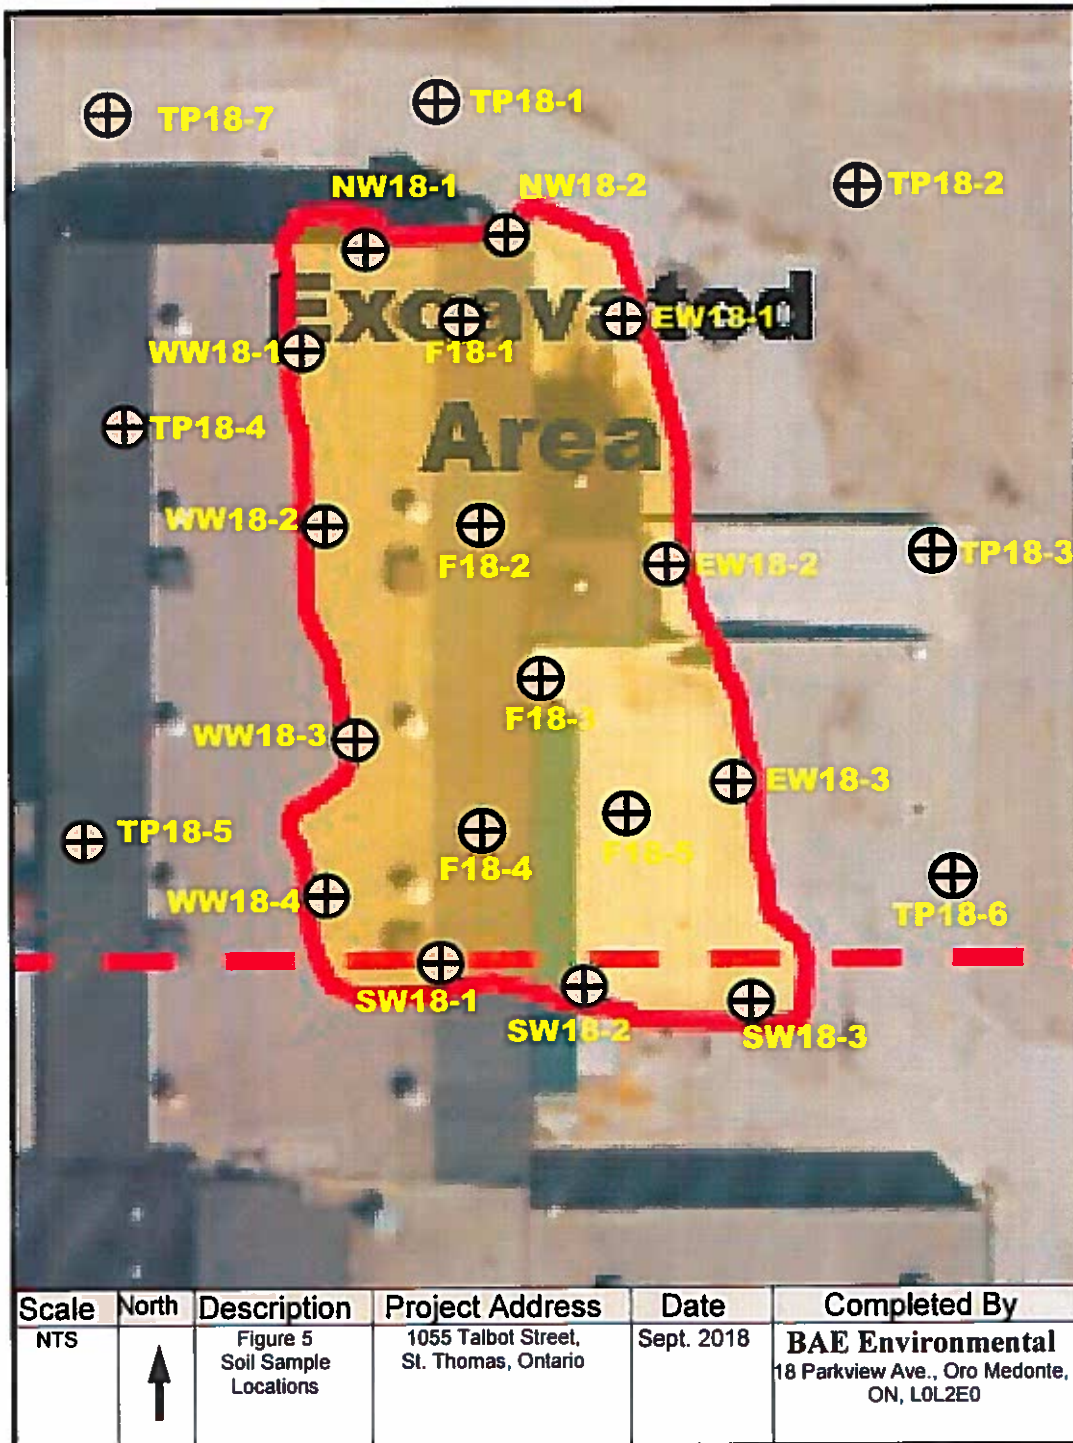 TP18-7
TP18-1
TP18-2
NW18-1
NW18-2
Excavated
EW18-1
WW18-1
F18-1
TP18-4
Area
WW18-2
F18-2
EW18-2
TP18-3
F18-3
WW18-3
EW18-3
TP18-5
F18-4
F18-5
WW18-4
TP18-6
SW18-1
SW18-2
SW18-3
Scale
NTS
North
Description
Figure 5
Soil Sample
Locations
Project Address
1055 Talbot Street,
St. Thomas, Ontario
Date
Sept. 2018
Completed By
BAE Environmental
18 Parkview Ave., Oro Medonte,
ON, L0L2E0